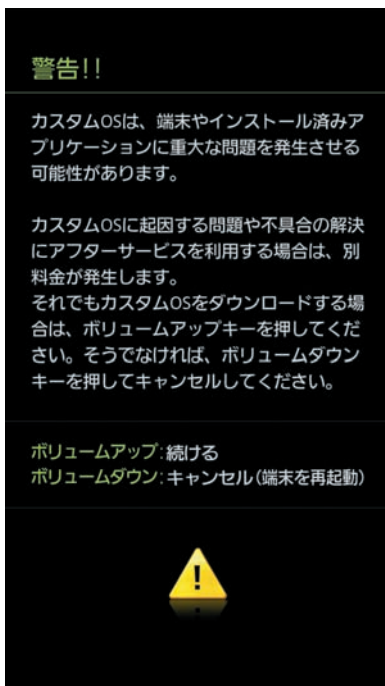 警告!!
カスタムOSは、端末やインストール済みア
プリケーションに重大な問題を発生させる
可能性があります。
カスタムOSに起因する問題や不具合の解決
にアフターサービスを利用する場合は、別
料金が発生します。
それでもカスタムOSをダウンロードする場
合は、ボリュームアップキーを押してくだ
さい。そうでなければ、ボリュームダウン
キーを押してキャンセルしてください。
ボリュームアップ:続ける
ボリュームダウン:キャンセル(端末を再起動)